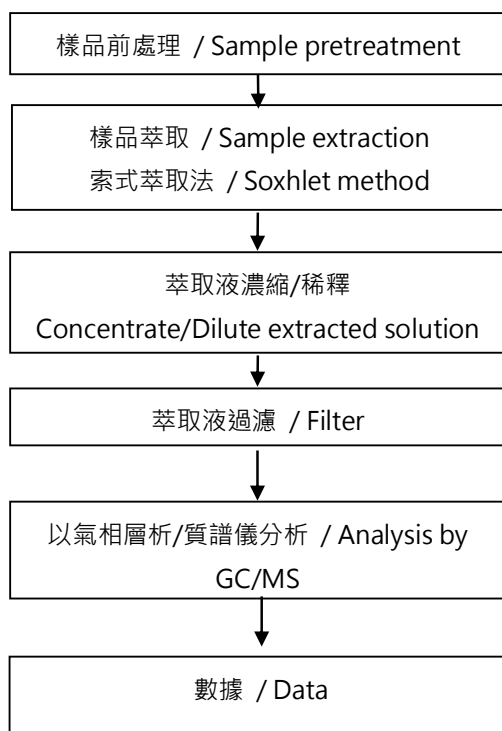 樣品前處理 / Sample pretreatment
樣品萃取 / Sample extraction
索式萃取法 / Soxhlet method
萃取液濃縮/稀釋
Concentrate/Dilute extracted solution
萃取液過濾 / Filter
以氣相層析/質譜儀分析 / Analysis by
GC/MS
數據 / Data